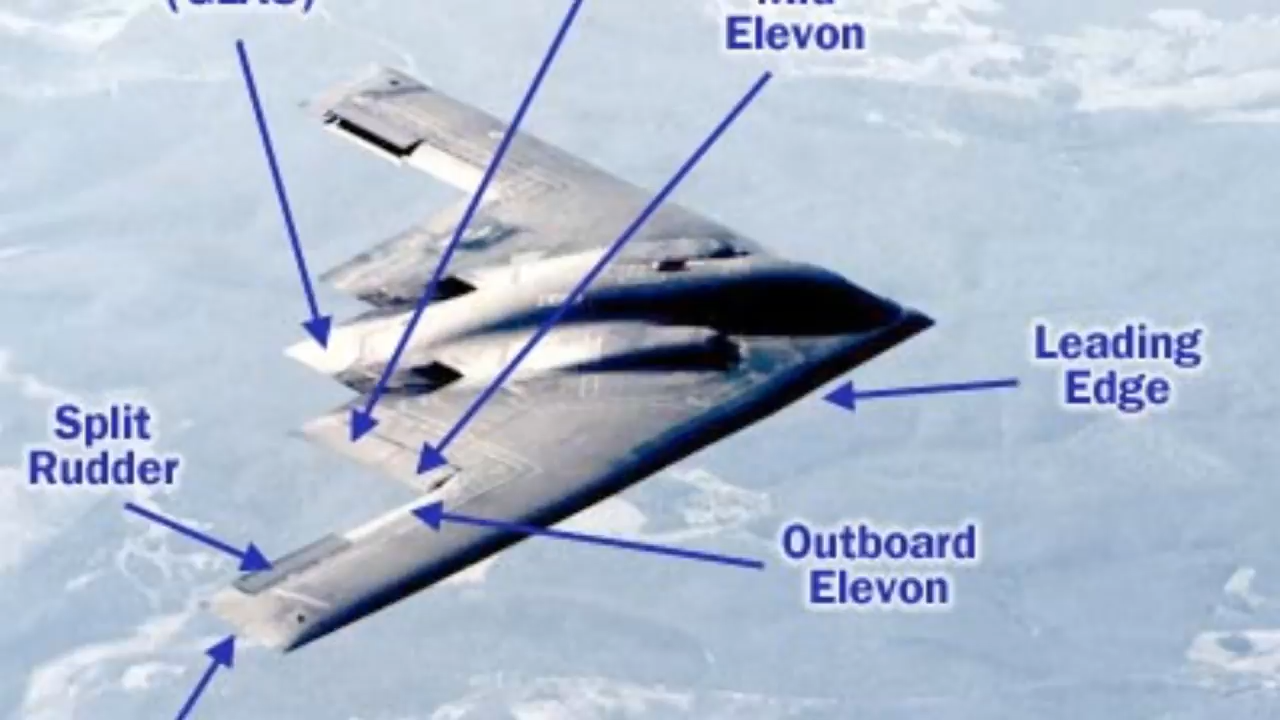 Elevon
Leading
Edge
Split
Rudder
Outboard
Elevon